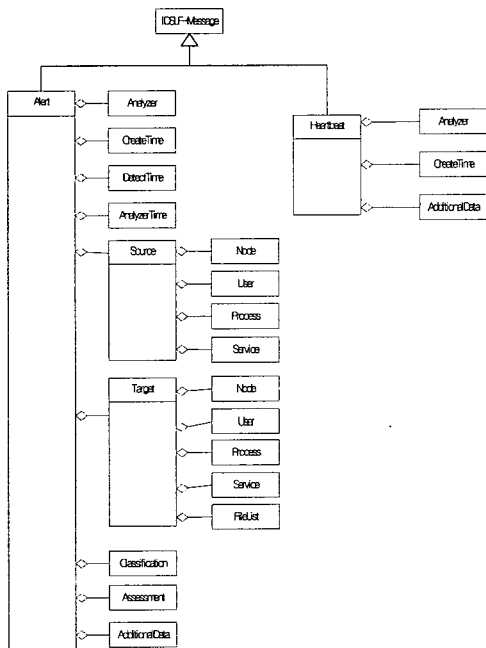 IDSLF-Message
Alert
Analyzer
CreateTime
DetectTime
AnalyzerTime
Source
Node
User
Process
Service
Target
Node
User
Process
Service
FileList
Classification
Assessment
AdditionalData
Heartbeat
Analyzer
CreateTime
AdditionalData